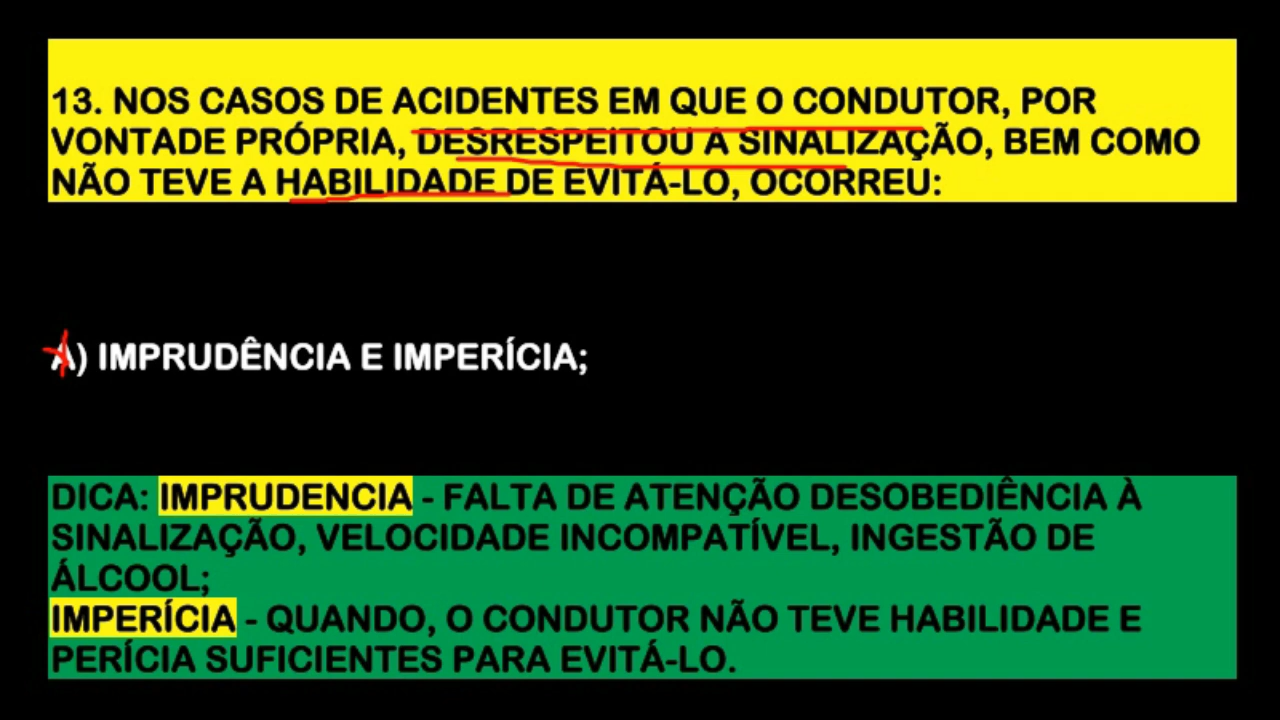 13. NOS CASOS DE ACIDENTES EM QUE O CONDUTOR, POR
VONTADE PRÓPRIA, DESRESPEITOU A SINALIZAÇÃO, BEM COMO
NÃO TEVE A HABILIDADE DE EVITÁ-LO, OCORREU:
A) IMPRUDÊNCIA E IMPERÍCIA;
DICA: IMPRUDENCIA - FALTA DE ATENÇÃO DESOBEDIÊNCIA À
SINALIZAÇÃO, VELOCIDADE INCOMPATÍVEL, INGESTÃO DE
ÁLCOOL;
IMPERÍCIA - QUANDO, O CONDUTOR NÃO TEVE HABILIDADE E
PERÍCIA SUFICIENTES PARA EVITÁ-LO.